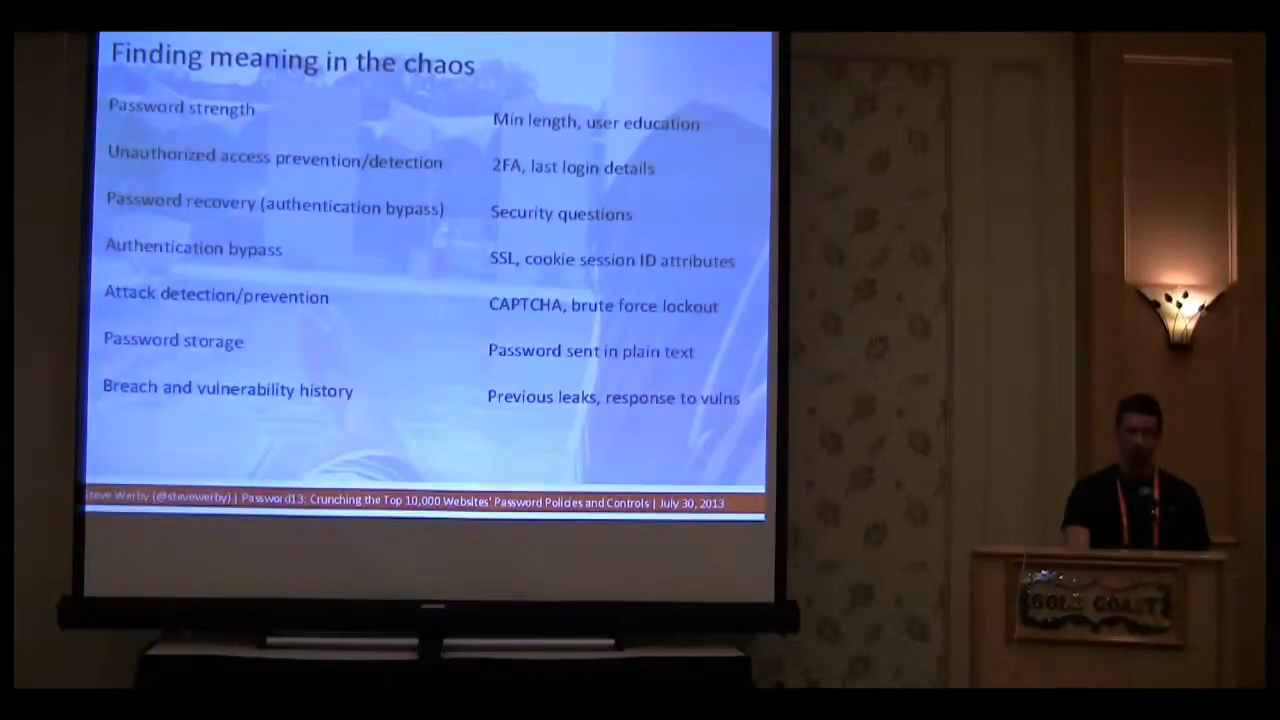 Finding meaning in the chaos
Password strength
Min length, user education
Unauthorized access prevention/detection
2FA, last login details
Password recovery (authentication bypass)
Security questions
Authentication bypass
SSL, cookie session ID attributes
Attack detection/prevention
CAPTCHA, brute force lockout
Password storage
Password sent in plain text
Breach and vulnerability history
Previous leaks, response to vulns
Steve Werby (@stevewerby) | Password13: Crunching the Top 10,000 Websites' Password Policies and Controls | July 30, 2013
GOLD COAST